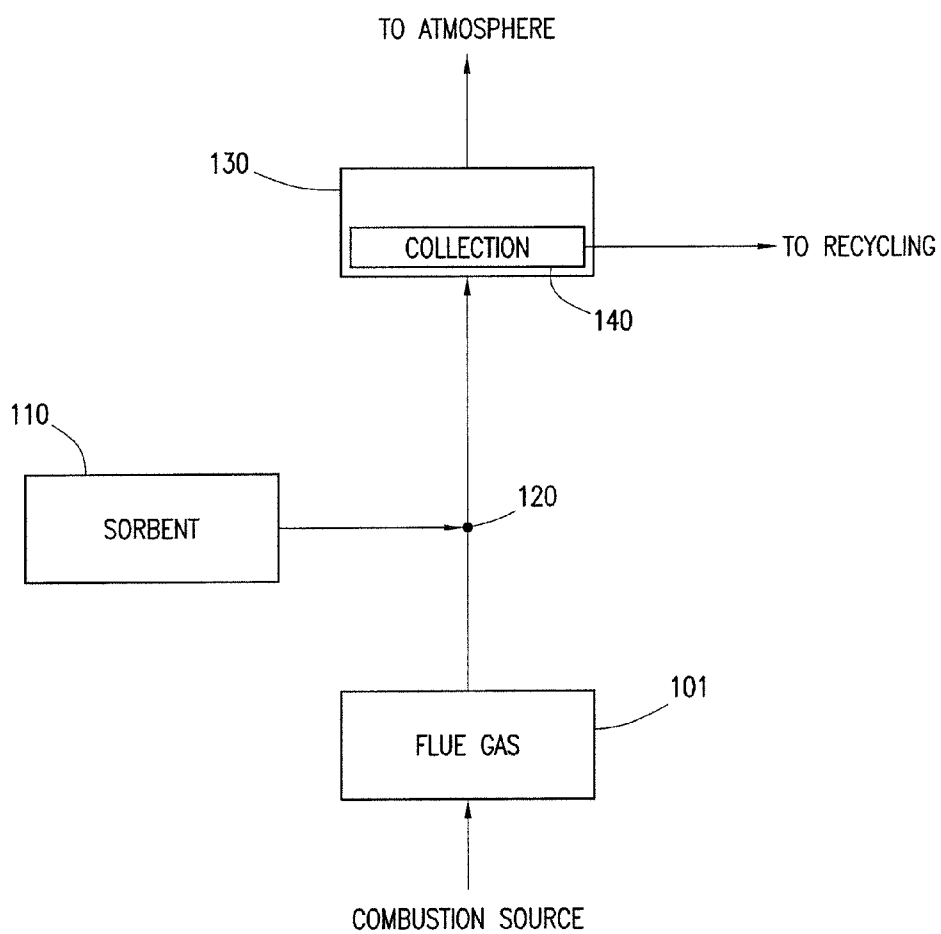 TO ATMOSPHERE
130
COLLECTION
TO RECYCLING
140
110
SORBENT
120
101
FLUE GAS
COMBUSTION SOURCE